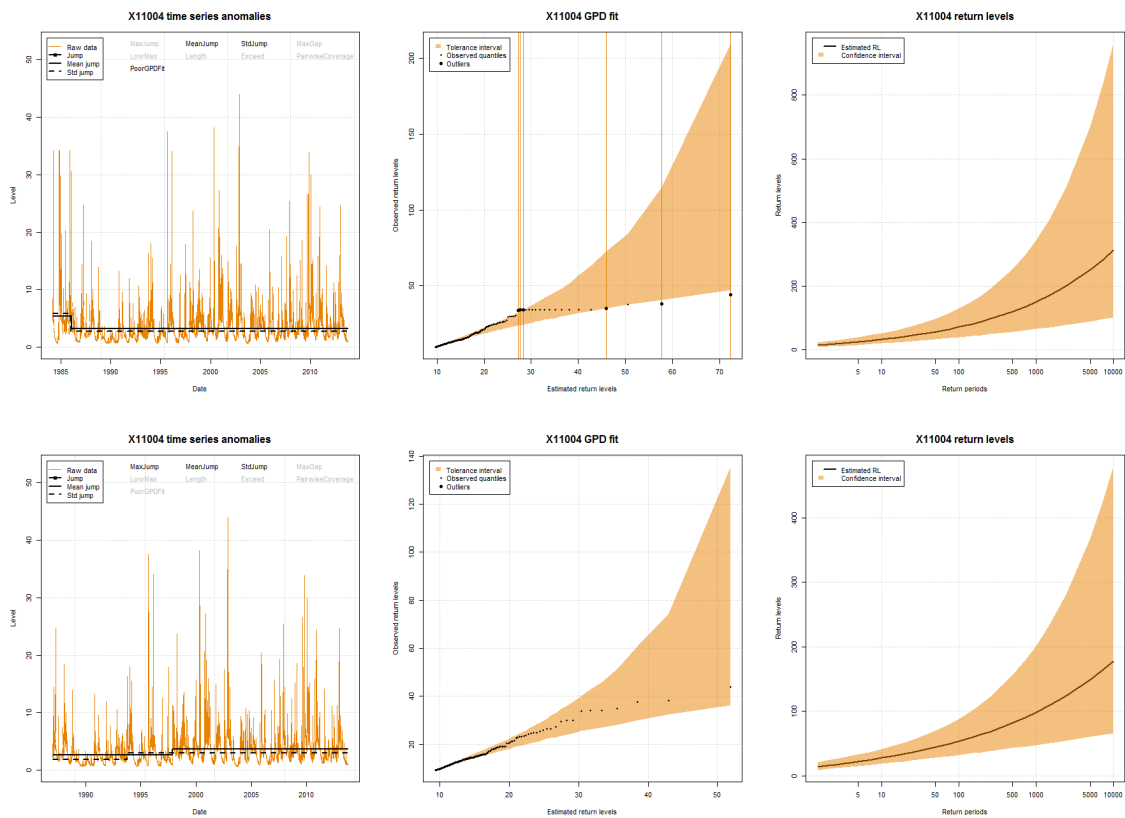 X11004 time series anomalies
Level
0
10
20
30
40
50
Raw data
Jump
Mean jump
Std jump
MaxJump MeanJump StdJump MaxGap
LowMax Length Exceed PairwiseCoverage
PoorGPDFit
1985 1990 1995 2000 2005 2010
Date
X11004 GPD fit
Observed return levels
50
100
150
200
Tolerance interval
Observed quantiles
Outliers
10 20 30 40 50 60 70
Estimated return levels
X11004 return levels
Return levels
0
200
400
600
800
Estimated RL
Confidence interval
5 10 50 100 500 1000 5000 10000
Return periods
X11004 time series anomalies
Level
0
10
20
30
40
50
Raw data
Jump
Mean jump
Std jump
MaxJump MeanJump StdJump MaxGap
LowMax Length Exceed PairwiseCoverage
PoorGPDFit
1990 1995 2000 2005 2010
Date
X11004 GPD fit
Observed return levels
20
40
60
80
100
120
140
Tolerance interval
Observed quantiles
Outliers
10 20 30 40 50
Estimated return levels
X11004 return levels
Return levels
0
100
200
300
400
Estimated RL
Confidence interval
5 10 50 100 500 1000 5000 10000
Return periods